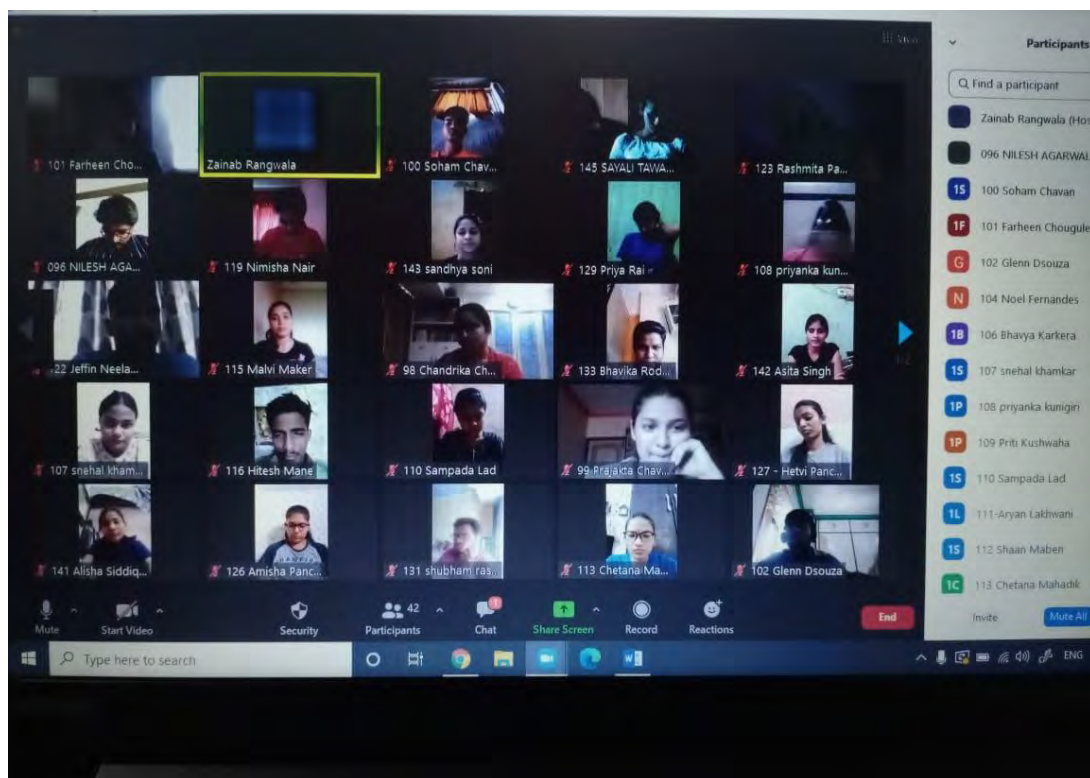 View
101 Farheen Cho...
Zainab Rangwala
100 Soham Chav...
145 SAYALI TAWA...
123 Rashmita Pa...
096 NILESH AGA...
119 Nimisha Nair
143 sandhya soni
129 Priya Rai
108 priyanka kun...
122 Jeffin Neela...
115 Malvi Maker
98 Chandrika Ch...
133 Bhavika Rod...
142 Asita Singh
1/2
107 snehal kham...
116 Hitesh Mane
110 Sampada Lad
99 Prajakta Chav...
127 - Hetvi Panc...
141 Alisha Siddiq...
126 Amisha Panc...
131 shubham ras...
113 Chetana Ma...
102 Glenn Dsouza
Mute
Start Video
Security
42
Participants
1
Chat
Share Screen
Record
Reactions
End
Type here to search
W
ENG
Participants
Find a participant
Zainab Rangwala (Hos
096 NILESH AGARWAL
1S 100 Soham Chavan
1F 101 Farheen Chougule
G 102 Glenn Dsouza
N 104 Noel Fernandes
1B 106 Bhavya Karkera
1S 107 snehal khamkar
1P 108 priyanka kunigiri
1P 109 Priti Kushwaha
1S 110 Sampada Lad
1L 111-Aryan Lakhwani
1S 112 Shaan Maben
1C 113 Chetana Mahadik
Invite
Mute All